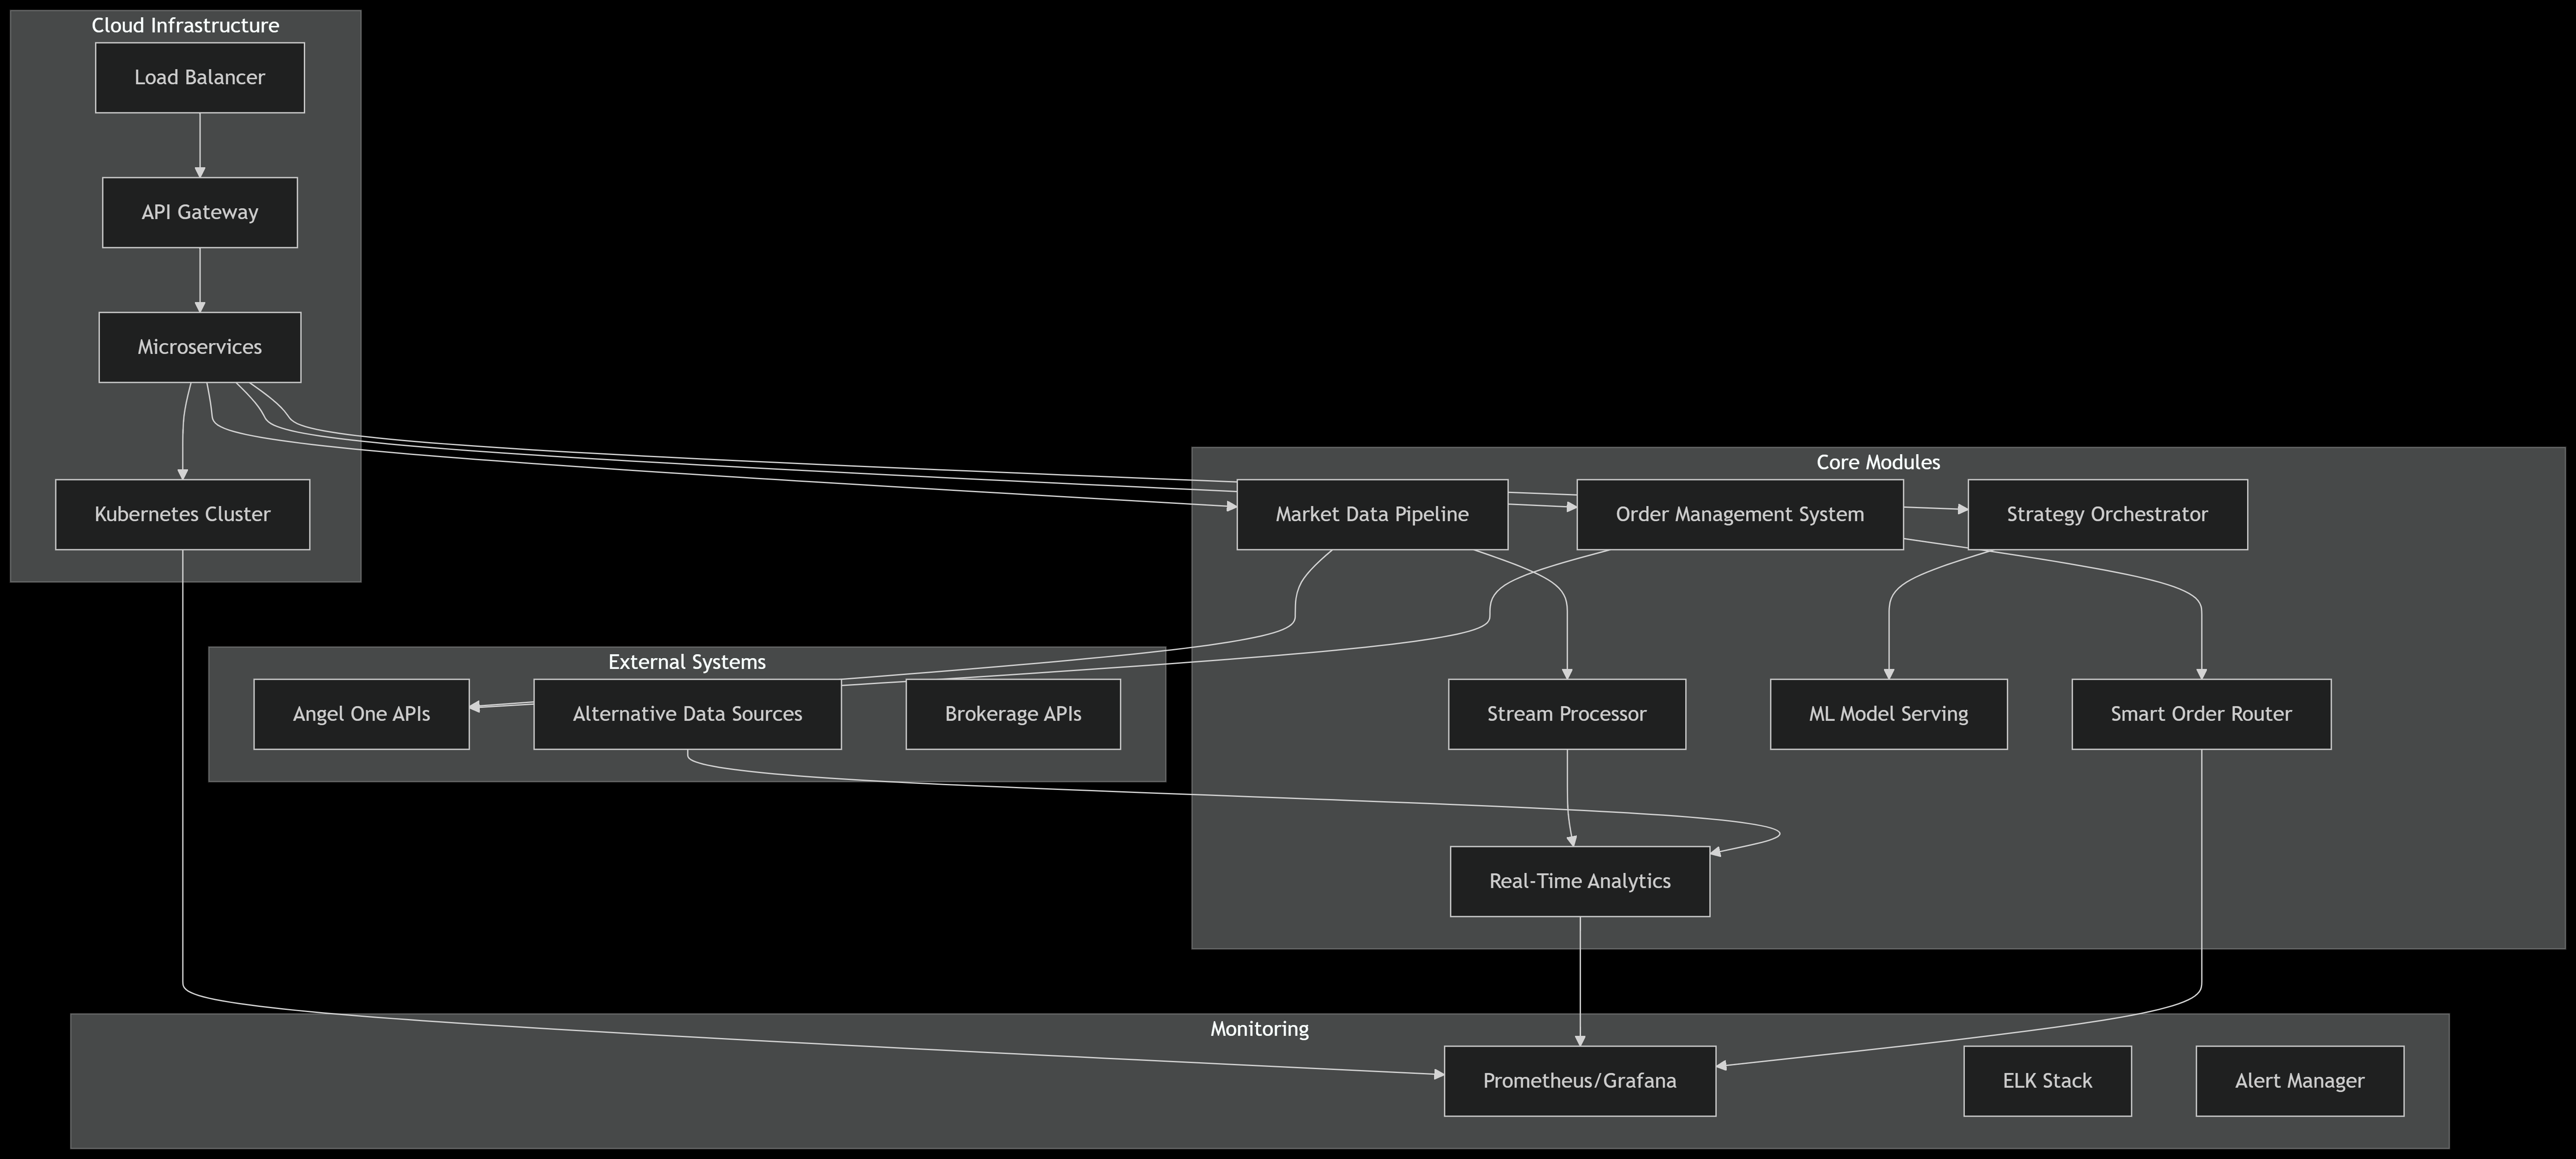 Cloud Infrastructure
Load Balancer
API Gateway
Microservices
Kubernetes Cluster
Core Modules
Market Data Pipeline
Order Management System
Strategy Orchestrator
External Systems
Angel One APIs
Alternative Data Sources
Brokerage APIs
Stream Processor
ML Model Serving
Smart Order Router
Real-Time Analytics
Monitoring
Prometheus/Grafana
ELK Stack
Alert Manager